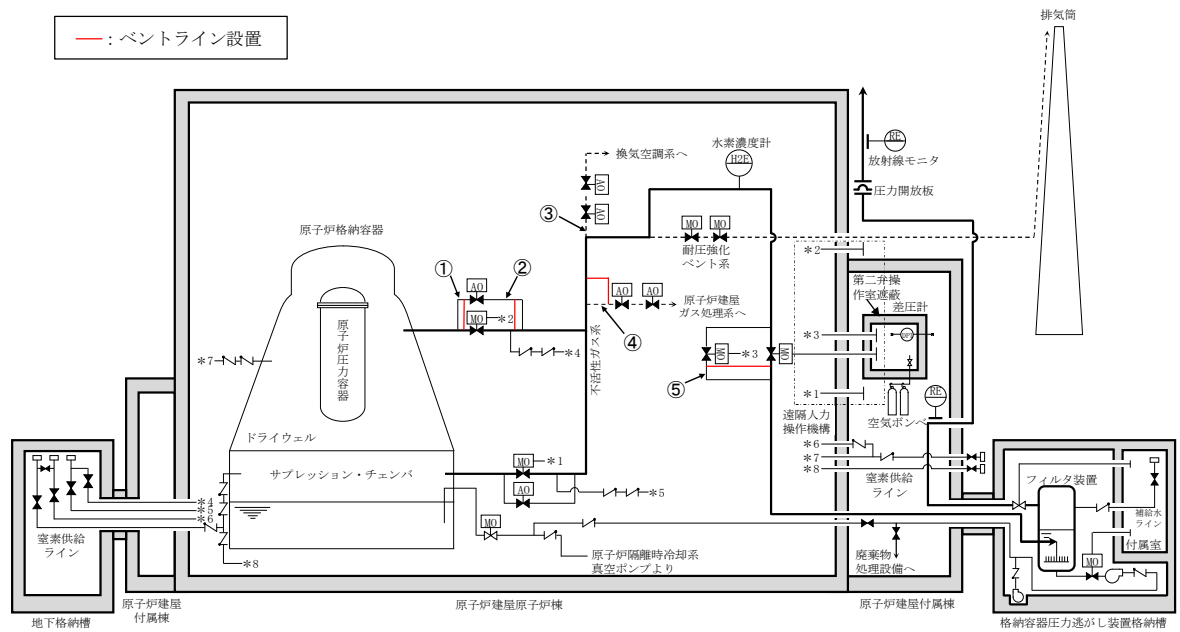 ：ベントライン設置
排気筒
RE
放射線モニタ
圧力開放板
水素濃度計
H2E
換気空調系へ
AO
AO
③
原子炉格納容器
①
②
AO
MO
＊2
MO
MO
耐圧強化
ベント系
＊2
第二弁操
作室遮蔽
差圧計
AO
AO
原子炉建屋
ガス処理系へ
④
原子炉圧力容器
＊7
＊4
不活性ガス系
MO
＊3
MO
⑤
＊3
＊1
遠隔人力
操作機構
空気ボンベ
RE
ドライウェル
サプレッション・チェンバ
MO
＊1
AO
＊5
＊6
＊7
＊8
窒素供給
ライン
フィルタ装置
補給水
ライン
付属室
MO
＊4
＊5
＊6
窒素供給
ライン
＊8
MO
原子炉隔離時冷却系
真空ポンプより
廃棄物
処理設備へ
原子炉建屋
付属棟
原子炉建屋原子炉棟
原子炉建屋付属棟
地下格納槽
格納容器圧力逃がし装置格納槽